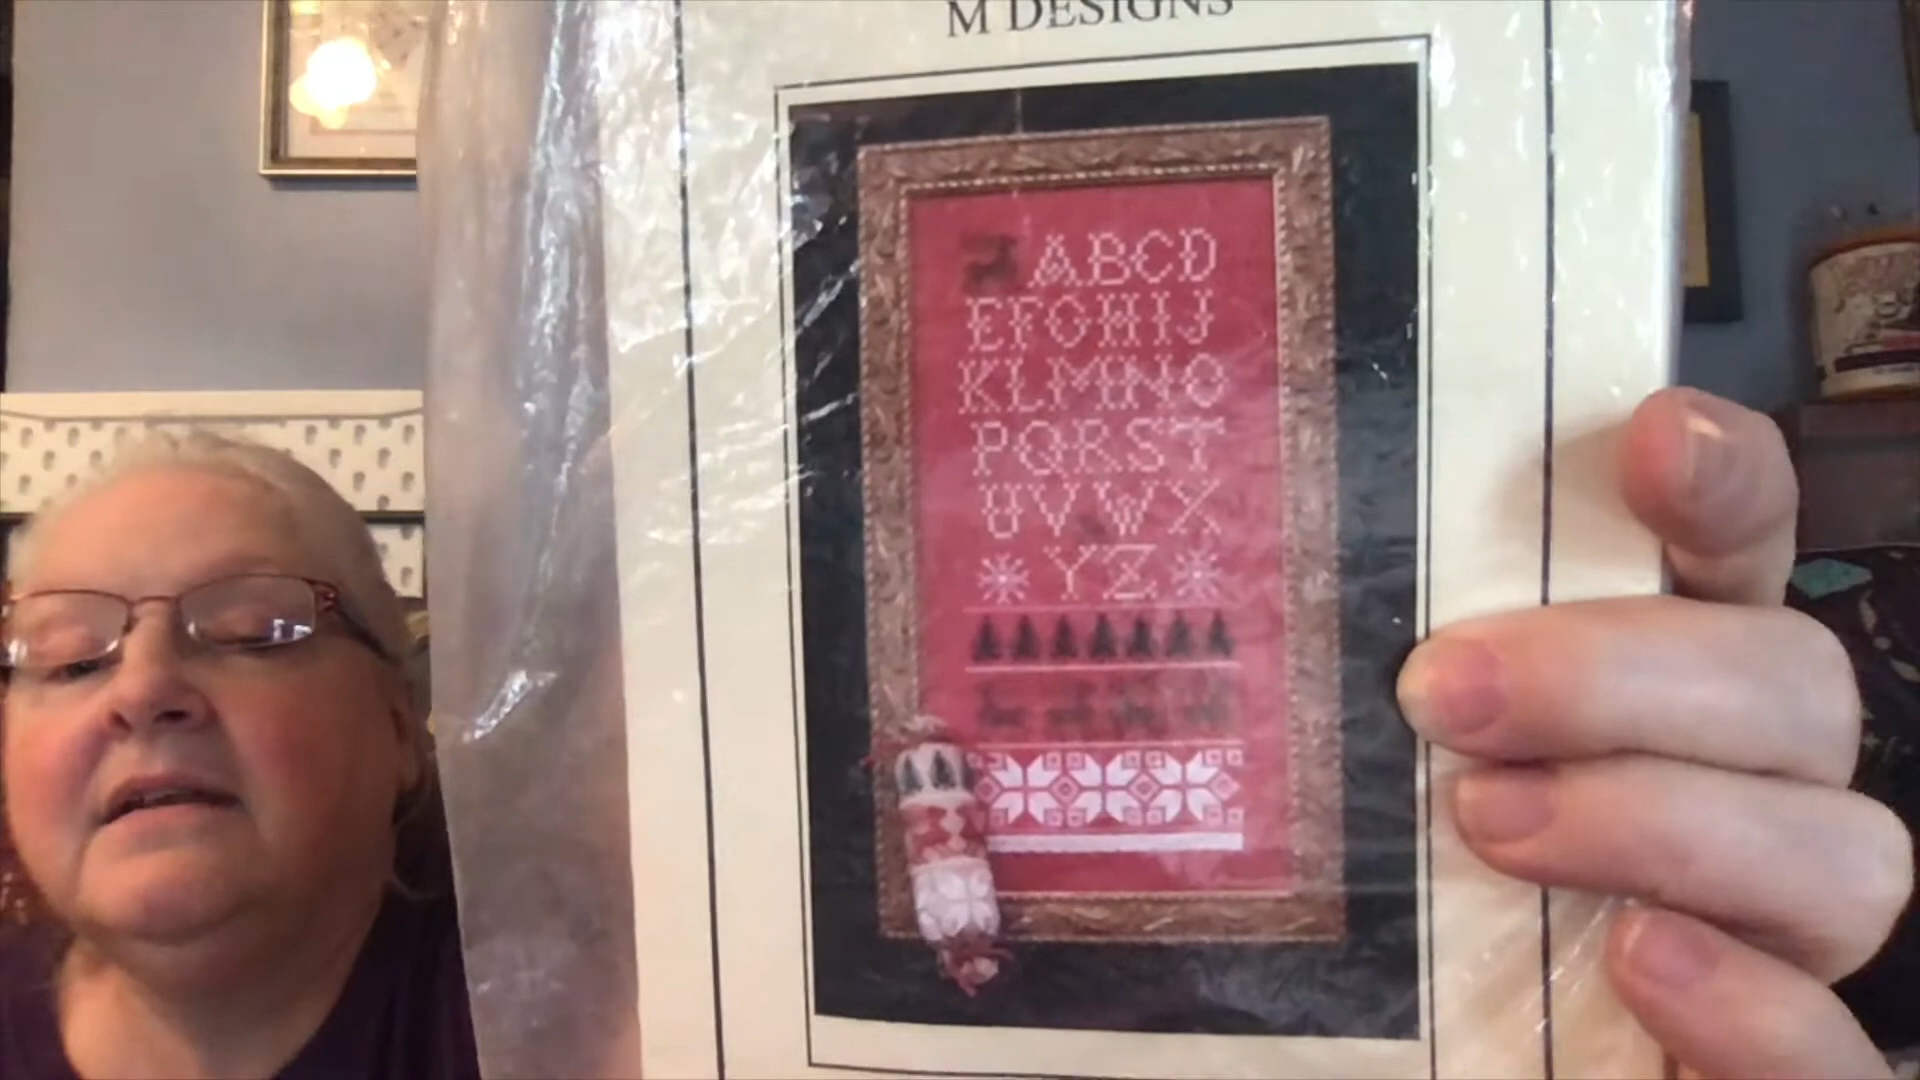 M DESIGNS
ABCD
EFGHIJ
KLMNO
PQRST
UVWX
YZ